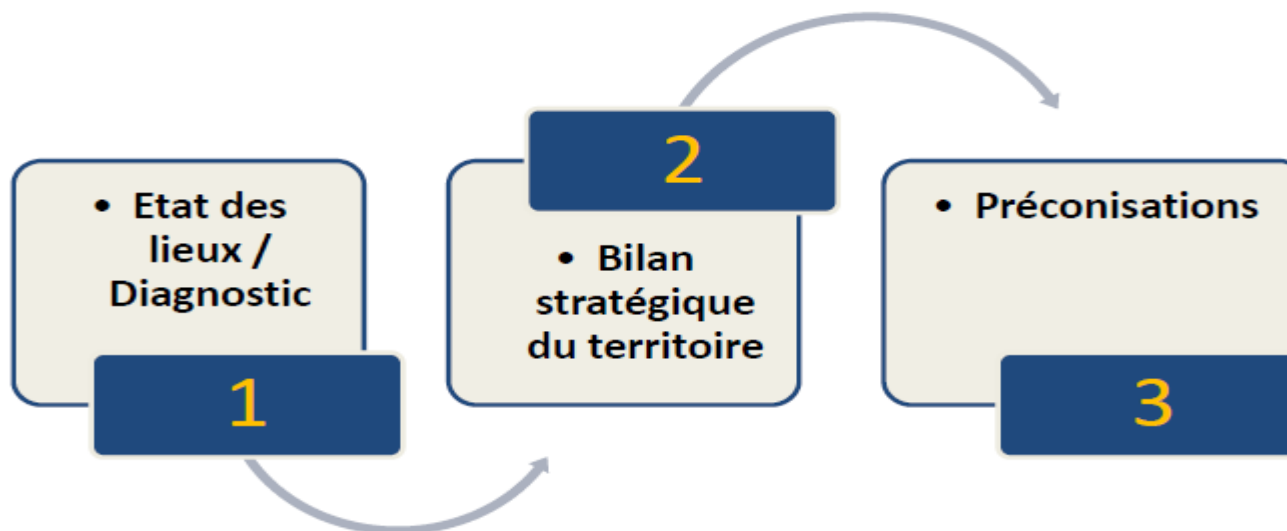 • Etat des
lieux /
Diagnostic
1
2
• Bilan
stratégique
du territoire
• Préconisations
3